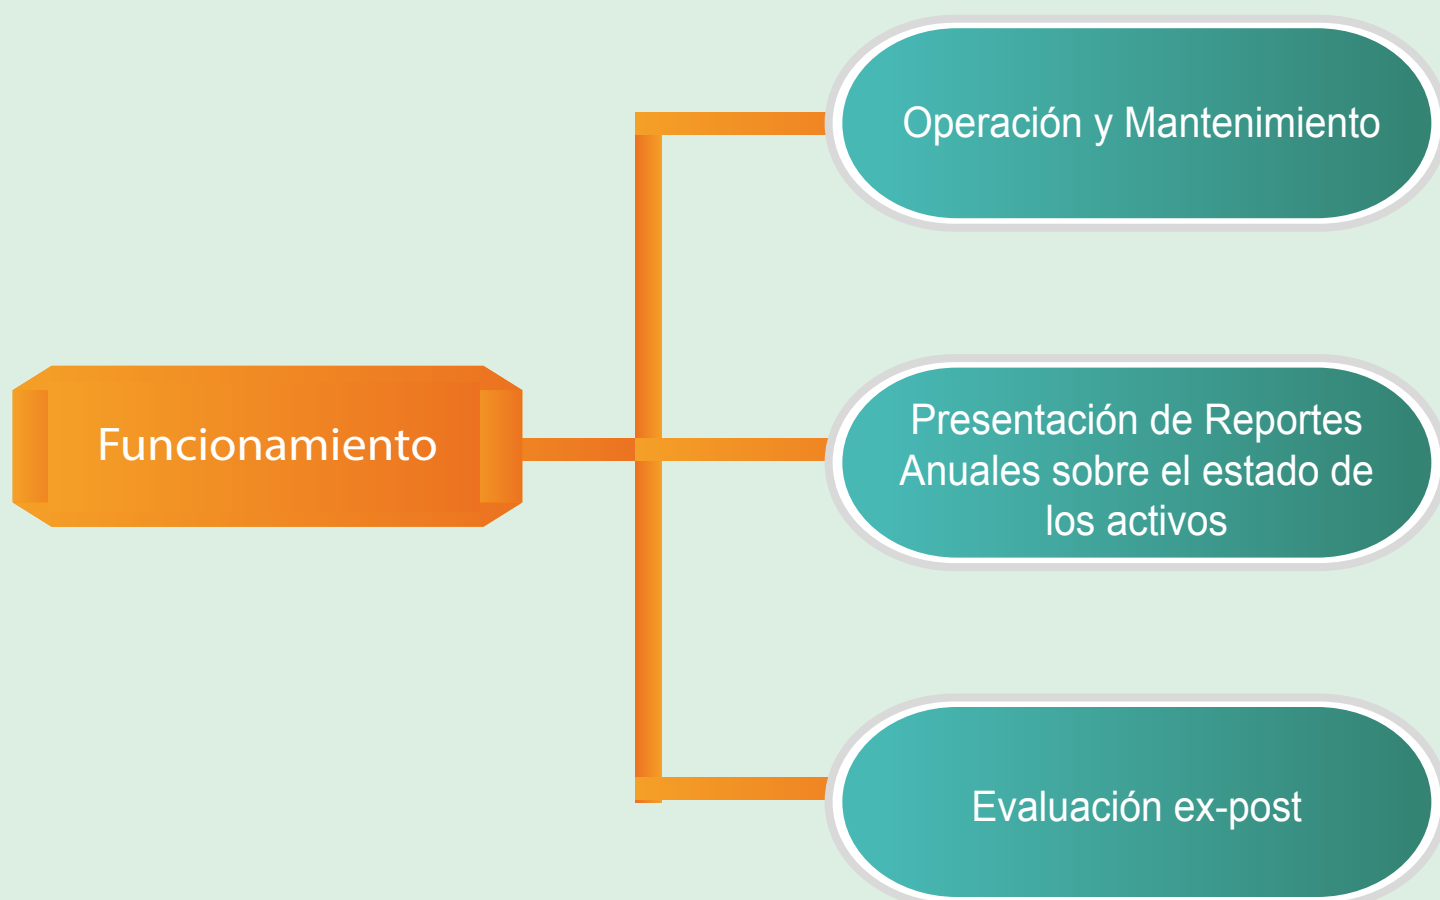 Funcionamiento
Operación y Mantenimiento
Presentación de Reportes
Anuales sobre el estado de
los activos
Evaluación ex-post